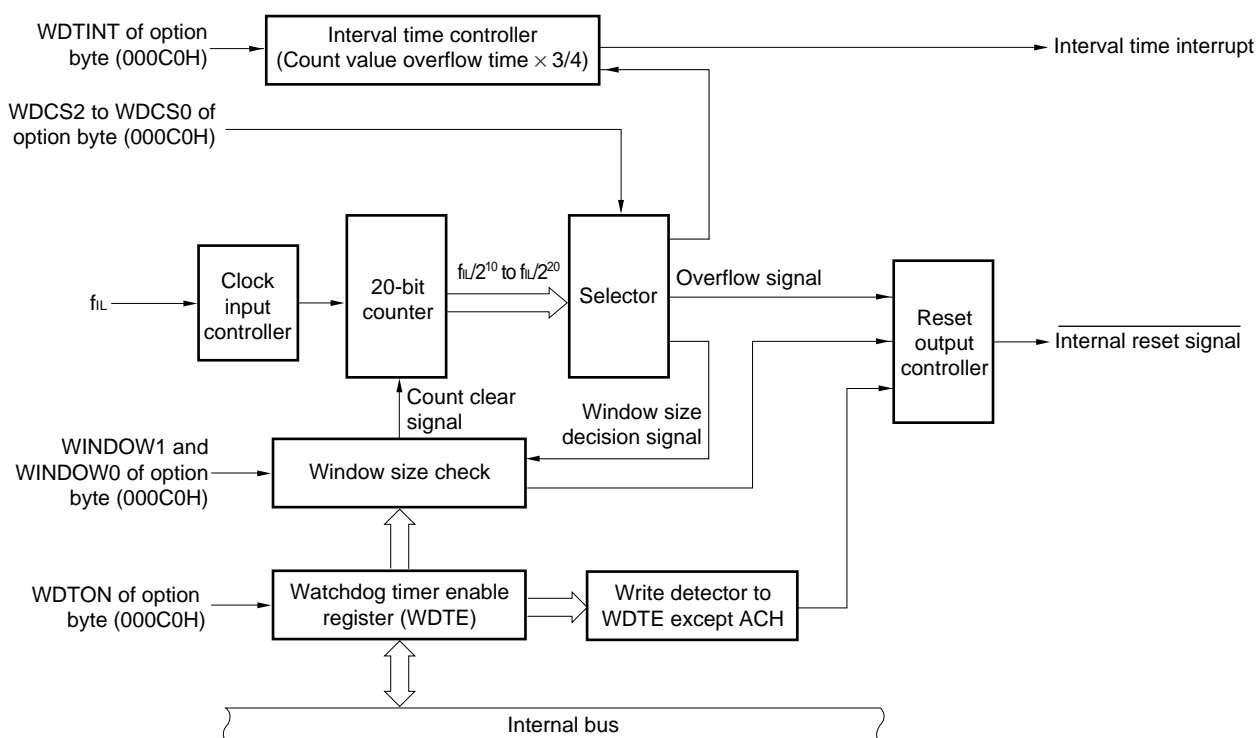 WDTINT of option
byte (000C0H)
Interval time controller
(Count value overflow time × 3/4)
Interval time interrupt
WDCS2 to WDCS0 of
option byte (000C0H)
fIL
Clock
input
controller
20-bit
counter
fIL/2^10 to fIL/2^20
Selector
Overflow signal
Reset
output
controller
Internal reset signal
Count clear
signal
Window size
decision signal
WINDOW1 and
WINDOW0 of option
byte (000C0H)
Window size check
WDTON of option
byte (000C0H)
Watchdog timer enable
register (WDTE)
Write detector to
WDTE except ACH
Internal bus